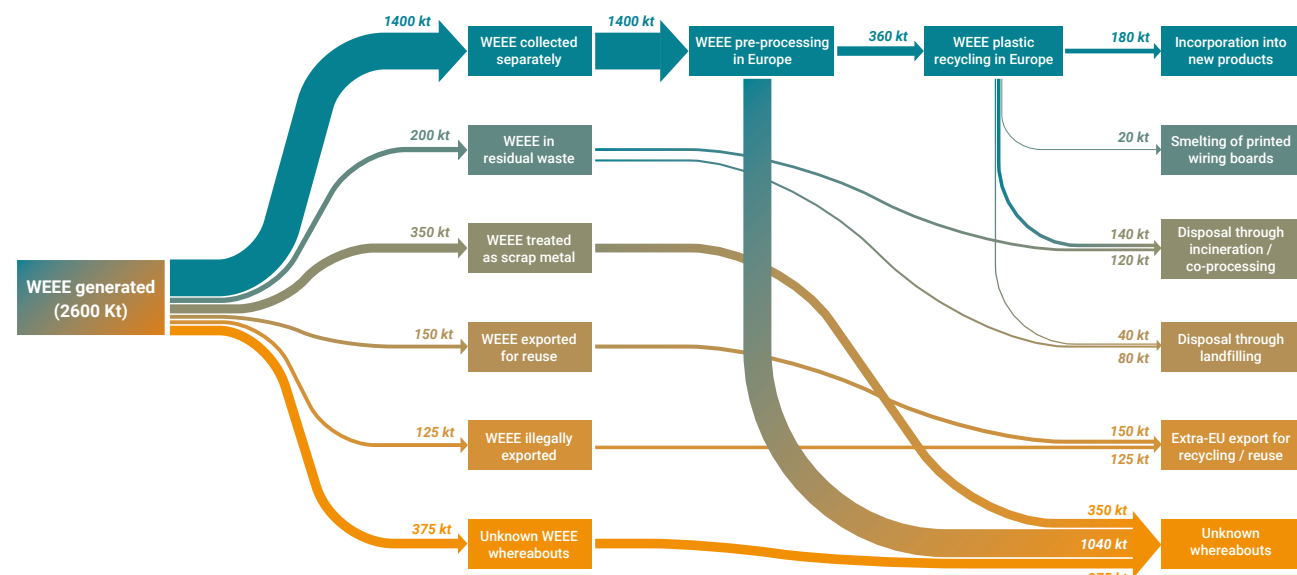 1400 kt
1400 kt
WEEE collected
separately
WEEE pre-processing
in Europe
360 kt
WEEE plastic
recycling in Europe
180 kt
Incorporation into
new products
200 kt
WEEE in
residual waste
20 kt
Smelting of printed
wiring boards
350 kt
WEEE treated
as scrap metal
140 kt
120 kt
Disposal through
incineration /
co-processing
WEEE generated
(2600 Kt)
150 kt
WEEE exported
for reuse
40 kt
80 kt
Disposal through
landfilling
125 kt
WEEE illegally
exported
150 kt
125 kt
Extra-EU export for
recycling / reuse
375 kt
Unknown WEEE
whereabouts
350 kt
1040 kt
Unknown
whereabouts